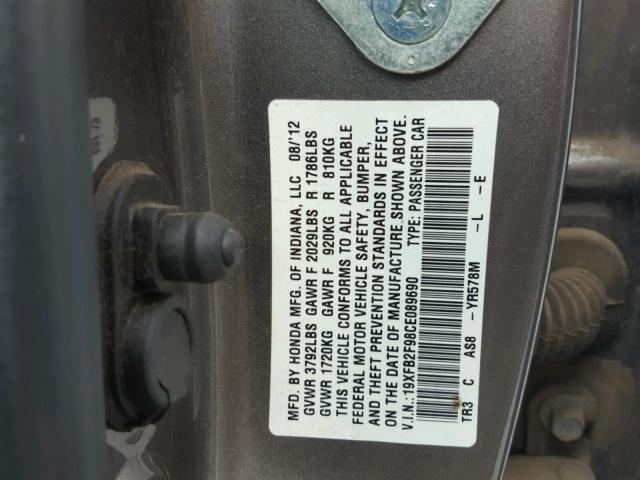 MFD. BY HONDA MFG. OF INDIANA, LLC 08/'12
GVWR 3792LBS GAWR F 2029LBS R 1786LBS
GVWR 1720KG GAWR F 920KG R 810KG
THIS VEHICLE CONFORMS TO ALL APPLICABLE
FEDERAL MOTOR VEHICLE SAFETY, BUMPER,
AND THEFT PREVENTION STANDARDS IN EFFECT
ON THE DATE OF MANUFACTURE SHOWN ABOVE.
V.I.N.: 19XFB2F98CE089690 TYPE: PASSENGER CAR
TR3 C AS8 - YR578M - L - E